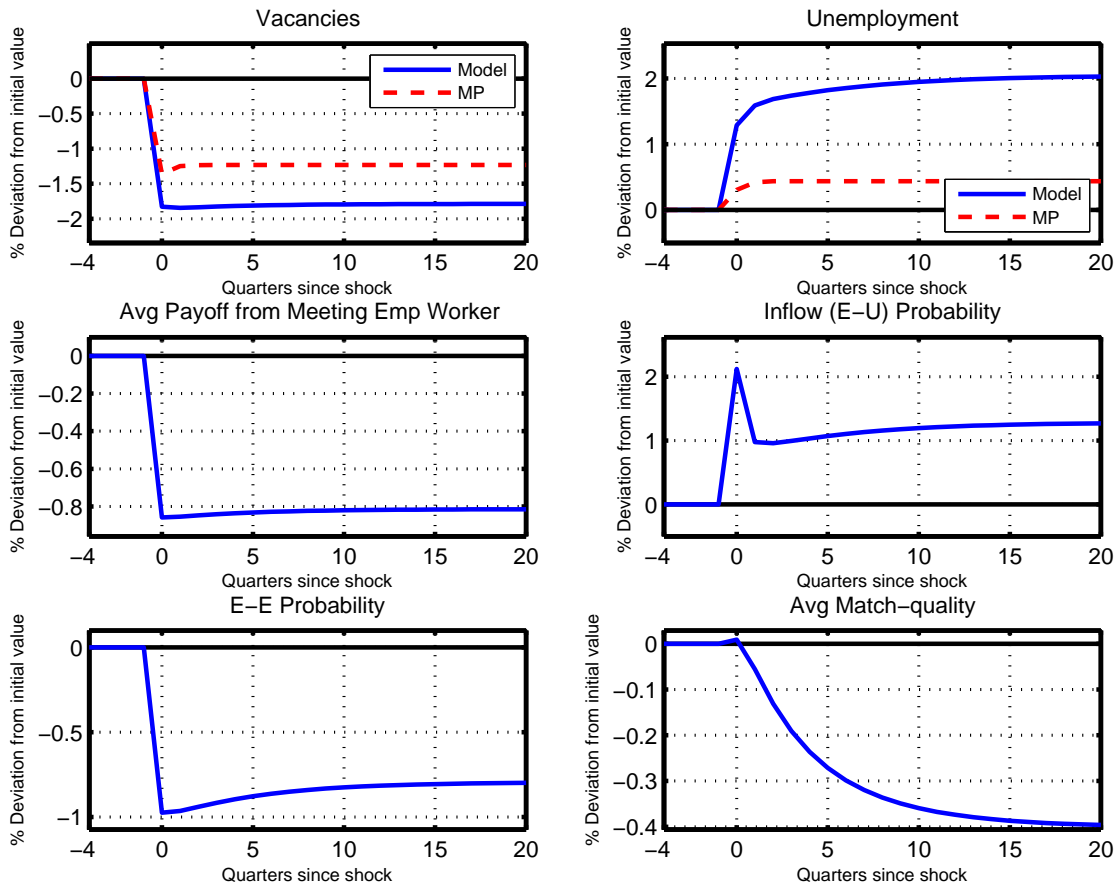 Vacancies
% Deviation from initial value
0
−0.5
−1
−1.5
−2
Model
MP
−4 0 5 10 15 20
Quarters since shock
Unemployment
% Deviation from initial value
2
1
0
Model
MP
−4 0 5 10 15 20
Quarters since shock
Avg Payoff from Meeting Emp Worker
% Deviation from initial value
0
−0.2
−0.4
−0.6
−0.8
−4 0 5 10 15 20
Quarters since shock
Inflow (E−U) Probability
% Deviation from initial value
2
1
0
−4 0 5 10 15 20
Quarters since shock
E−E Probability
% Deviation from initial value
0
−0.5
−1
−4 0 5 10 15 20
Quarters since shock
Avg Match−quality
% Deviation from initial value
0
−0.1
−0.2
−0.3
−0.4
−4 0 5 10 15 20
Quarters since shock